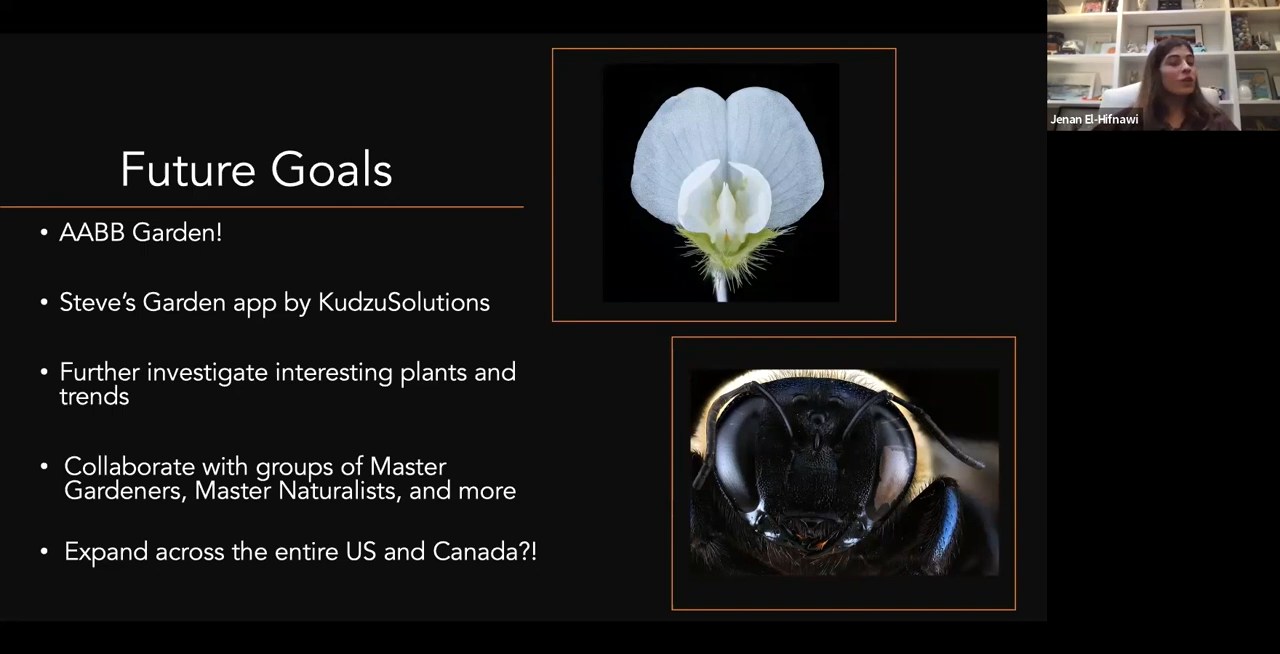 Future Goals
• AABB Garden!
• Steve’s Garden app by KudzuSolutions
• Further investigate interesting plants and
trends
• Collaborate with groups of Master
Gardeners, Master Naturalists, and more
• Expand across the entire US and Canada?!
Jenan El-Hifnawi